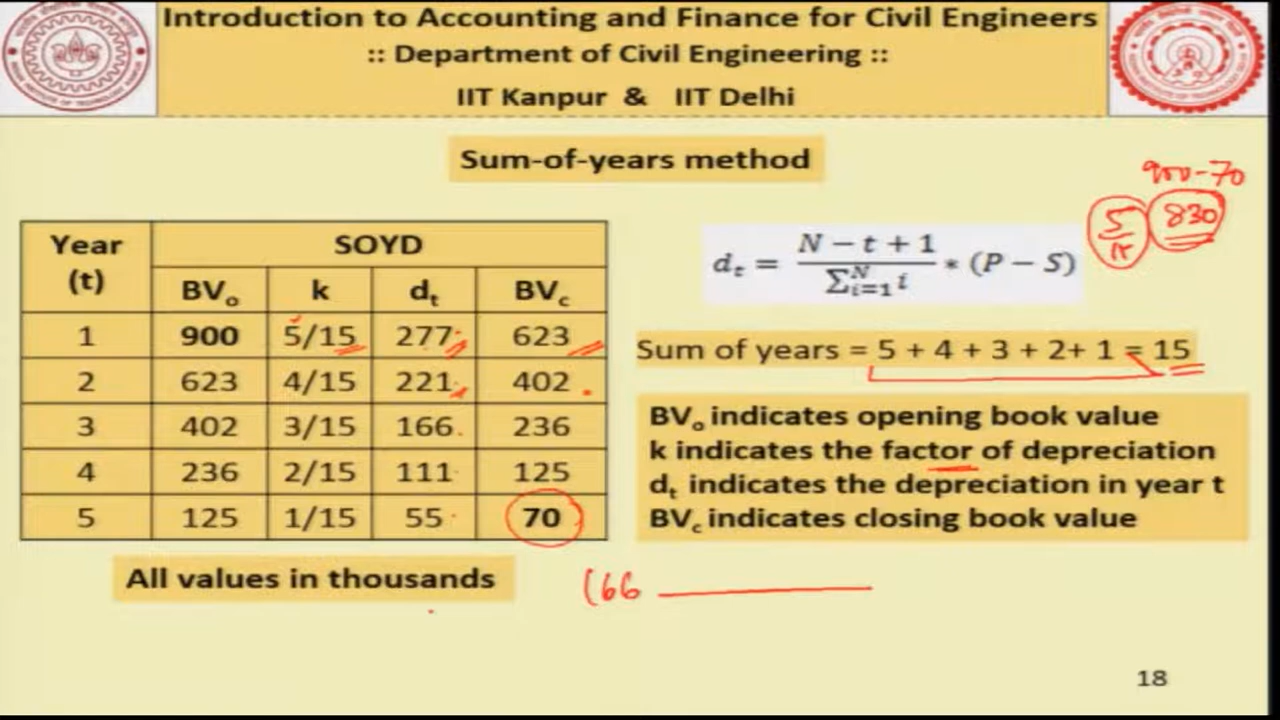 Introduction to Accounting and Finance for Civil Engineers
:: Department of Civil Engineering ::
IIT Kanpur & IIT Delhi
Sum-of-years method
900-70
5/15 830
Year (t) SOYD
BVₒ k dₜ BV꜀
1 900 5/15 277 623
2 623 4/15 221 402
3 402 3/15 166 236
4 236 2/15 111 125
5 125 1/15 55 70
All values in thousands
dₜ = (N − t + 1) / (∑ᵢ₌₁ᴺ i) * (P − S)
Sum of years = 5 + 4 + 3 + 2+ 1 = 15
BVₒ indicates opening book value
k indicates the factor of depreciation
dₜ indicates the depreciation in year t
BV꜀ indicates closing book value
(66
18